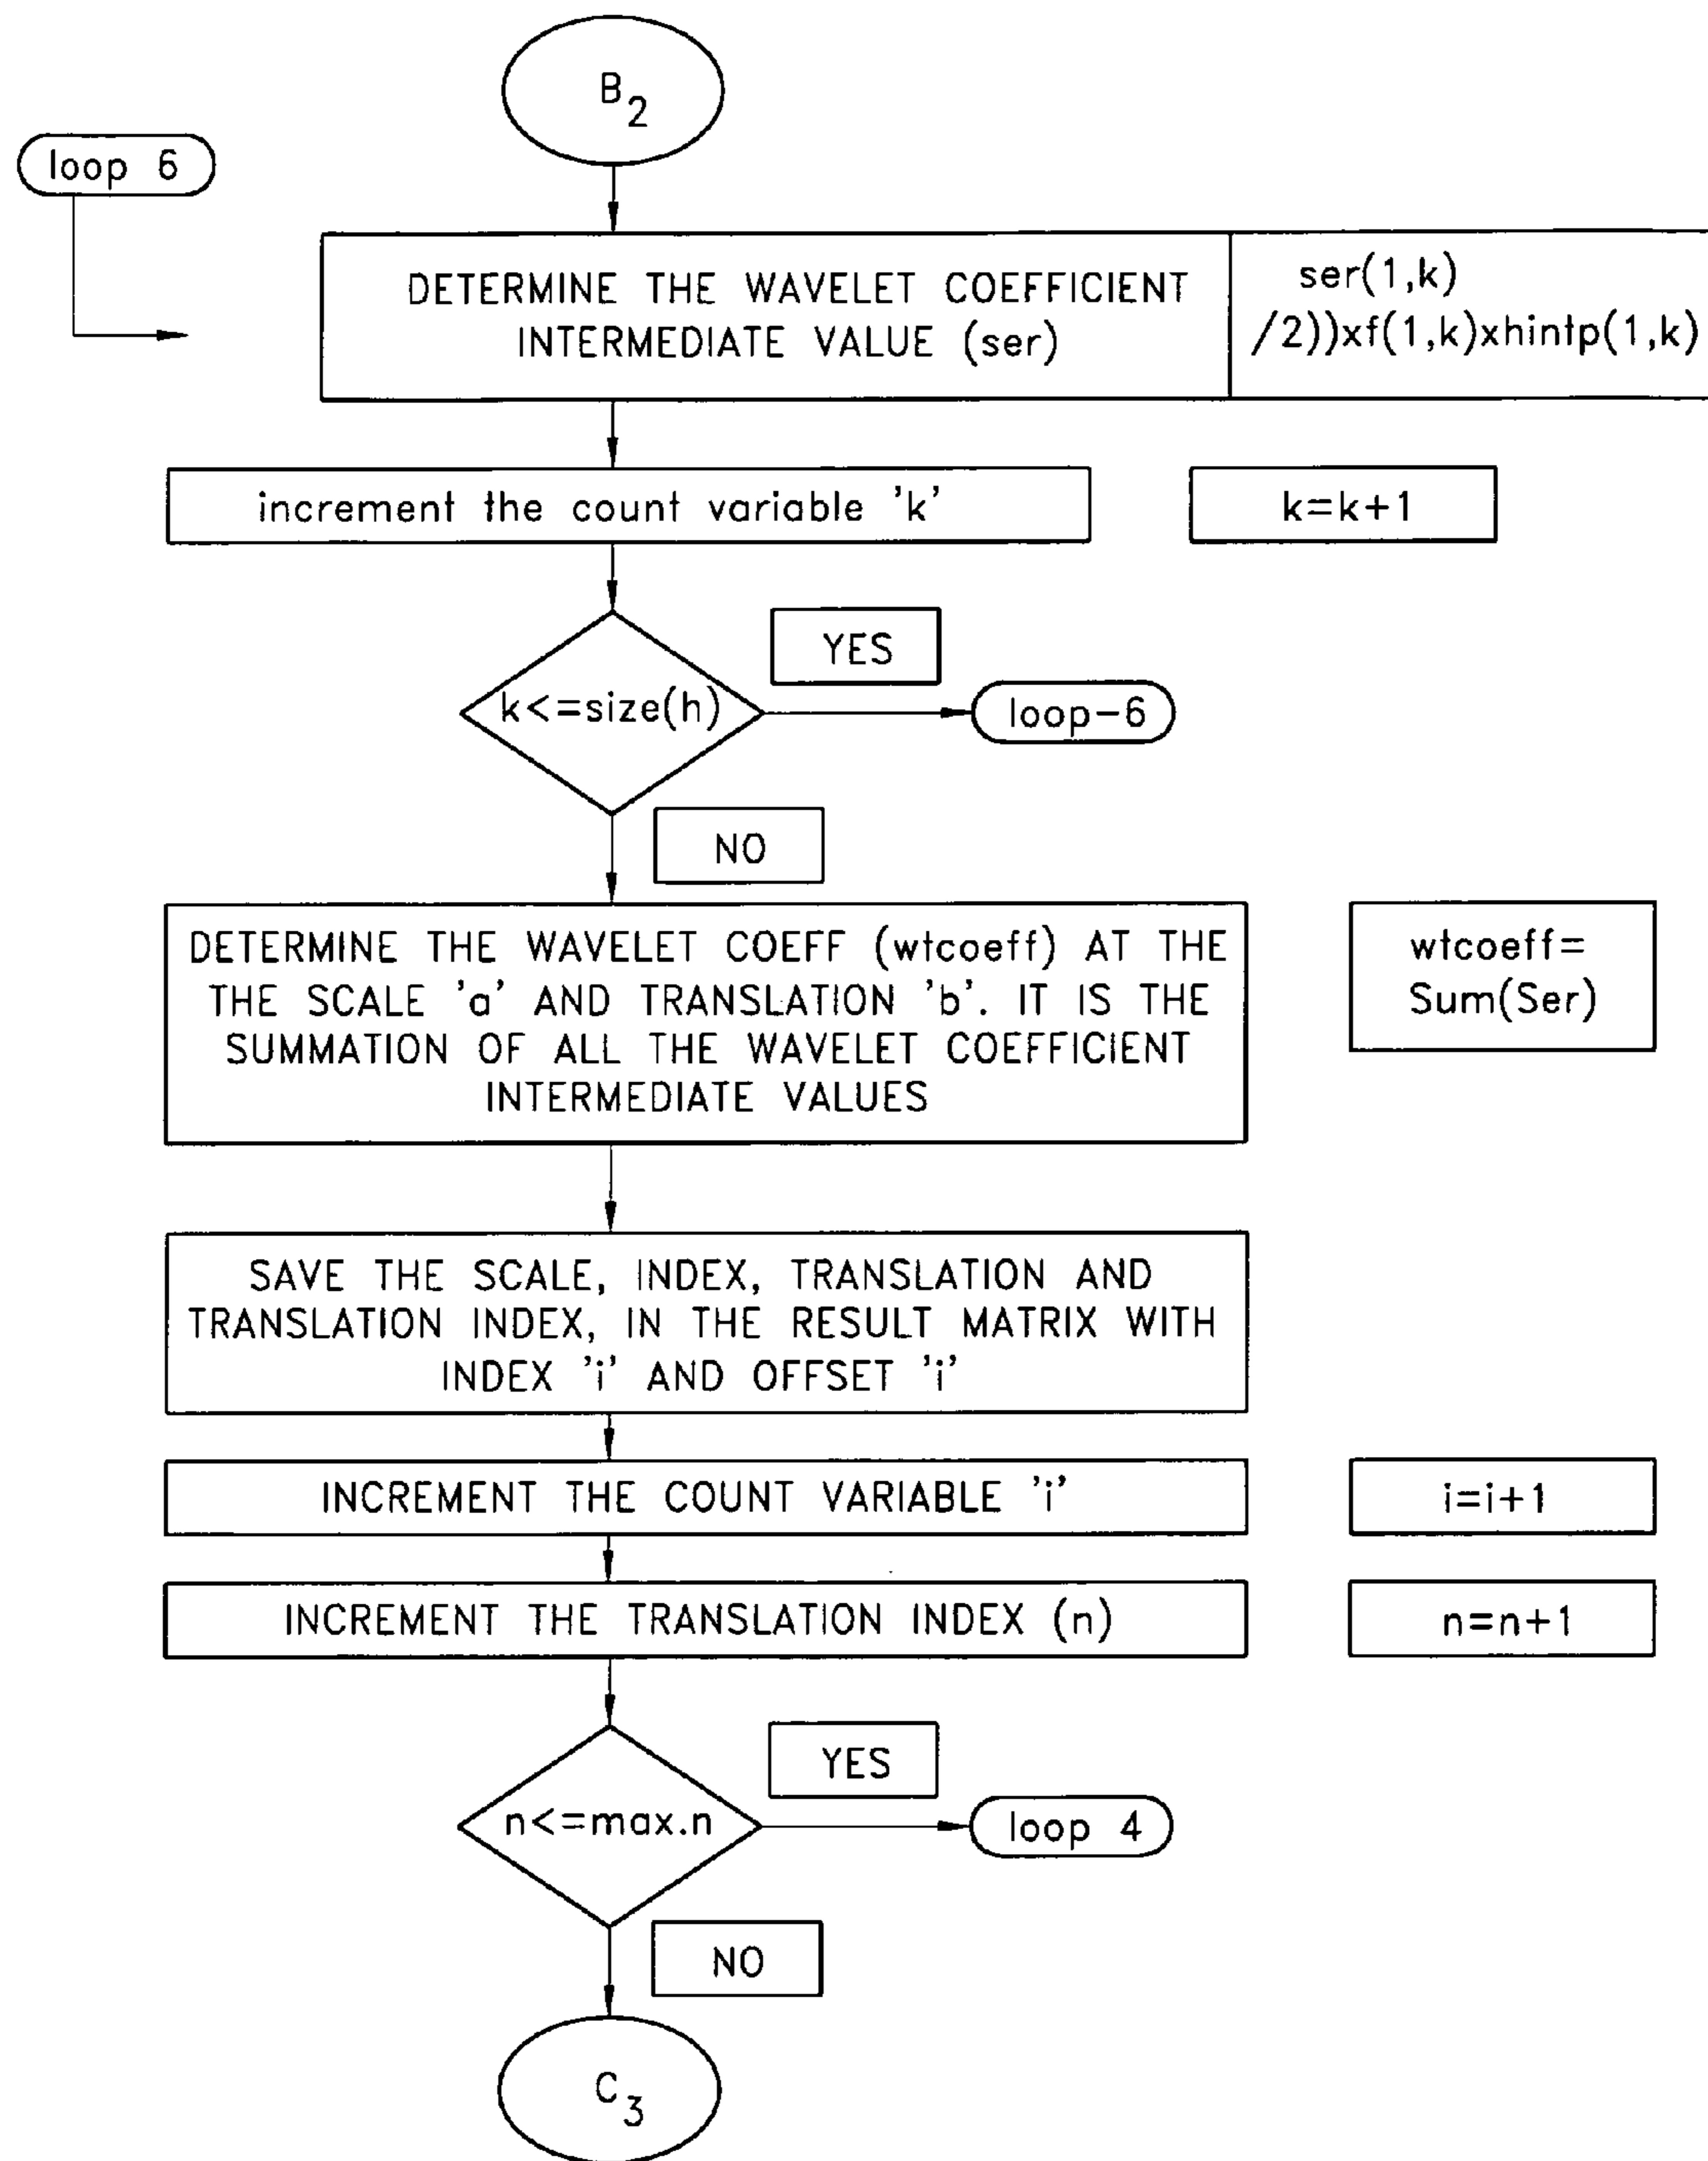 B2
loop 6
DETERMINE THE WAVELET COEFFICIENT
INTERMEDIATE VALUE (ser)
ser(1,k)
/2))xf(1,k)xhintp(1,k)
increment the count variable 'k'
k=k+1
YES
k<=size(h)
loop-6
NO
DETERMINE THE WAVELET COEFF (wtcoeff) AT THE
THE SCALE 'a' AND TRANSLATION 'b'. IT IS THE
SUMMATION OF ALL THE WAVELET COEFFICIENT
INTERMEDIATE VALUES
wtcoeff=
Sum(Ser)
SAVE THE SCALE, INDEX, TRANSLATION AND
TRANSLATION INDEX, IN THE RESULT MATRIX WITH
INDEX 'i' AND OFFSET 'i'
INCREMENT THE COUNT VARIABLE 'i'
i=i+1
INCREMENT THE TRANSLATION INDEX (n)
n=n+1
YES
n<=max.n
loop 4
NO
C3